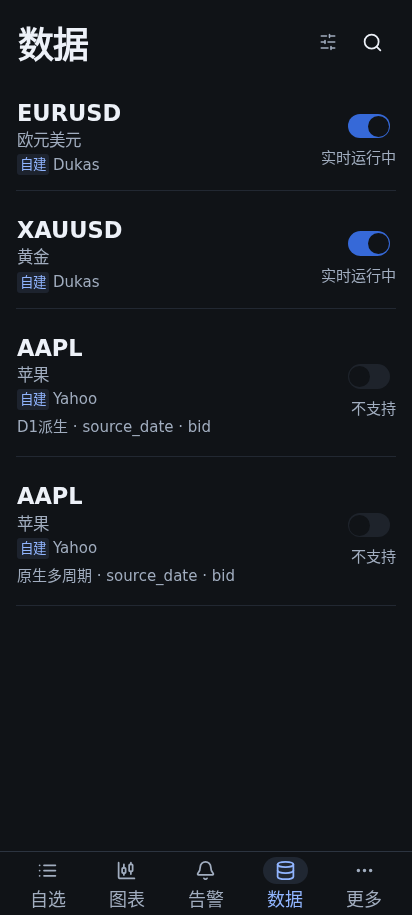 数据
EURUSD
欧元美元
自建 Dukas
实时运行中
XAUUSD
黄金
自建 Dukas
实时运行中
AAPL
苹果
自建 Yahoo
D1派生 · source_date · bid
不支持
AAPL
苹果
自建 Yahoo
原生多周期 · source_date · bid
不支持
自选 图表 告警 数据 更多